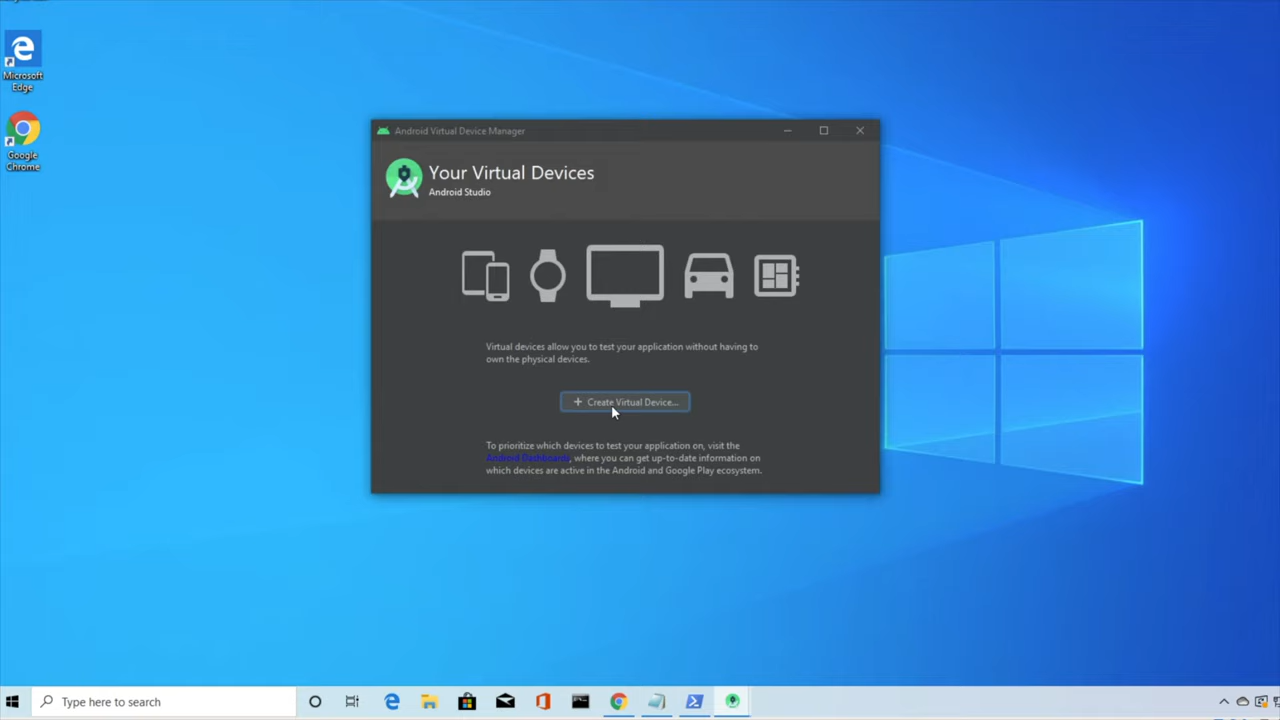 Microsoft
Edge
Google
Chrome
Android Virtual Device Manager
Your Virtual Devices
Android Studio
Virtual devices allow you to test your application without having to
own the physical devices.
+ Create Virtual Device...
To prioritize which devices to test your application on, visit the
Android Dashboards, where you can get up-to-date information on
which devices are active in the Android and Google Play ecosystem.
Type here to search